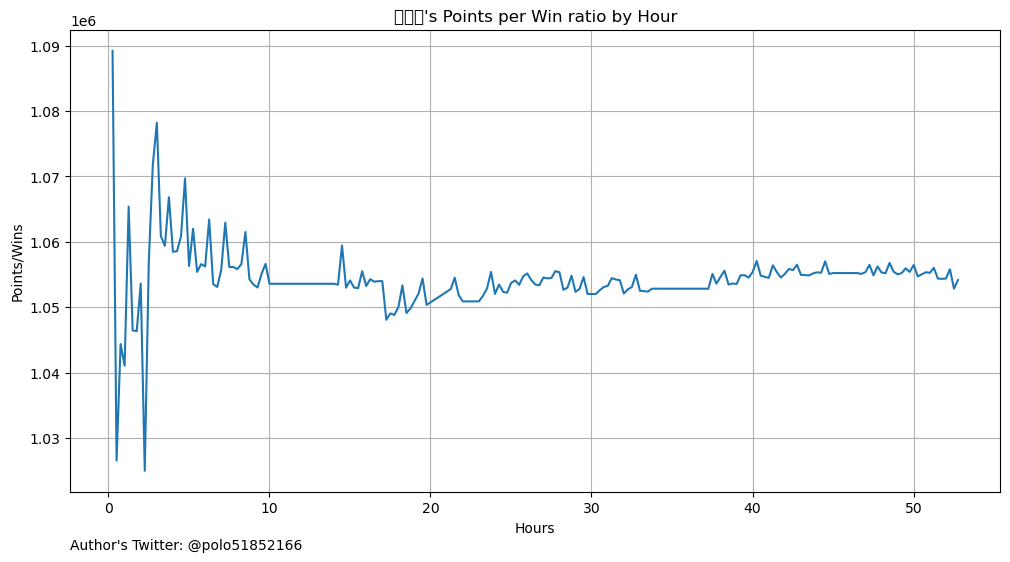 1e6
's Points per Win ratio by Hour
1.09
1.08
1.07
1.06
1.05
1.04
1.03
Points/Wins
0 10 20 30 40 50
Hours
Author's Twitter: @polo51852166